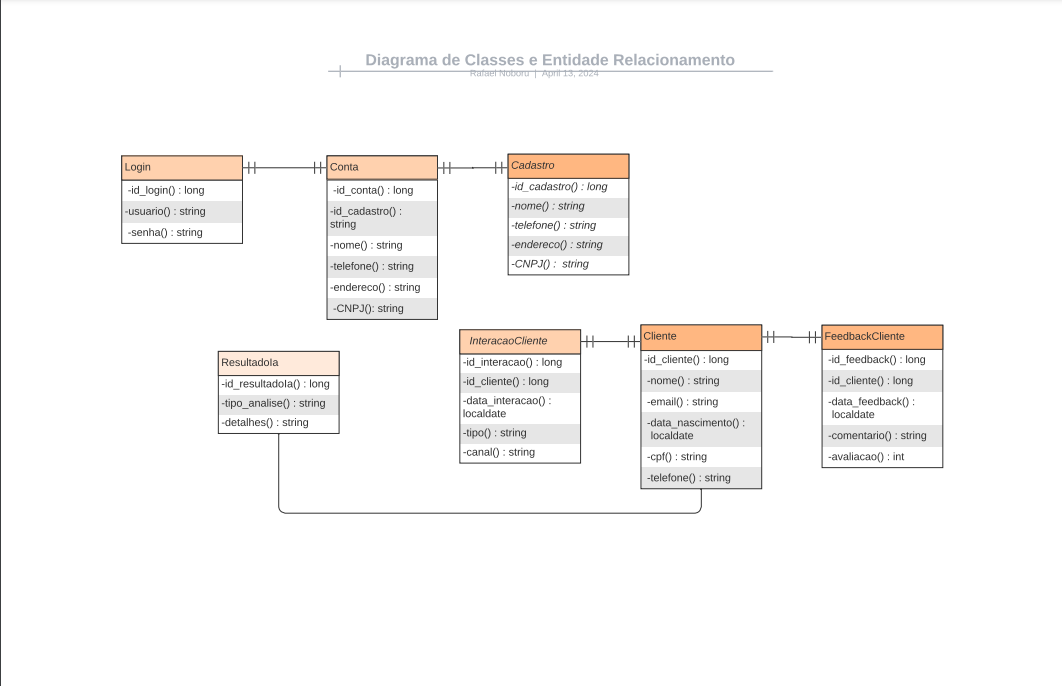 Diagrama de Classes e Entidade Relacionamento
Rafael Noboru | April 13, 2024
Login
-id_login() : long
-usuario() : string
-senha() : string
Conta
-id_conta() : long
-id_cadastro() :
string
-nome() : string
-telefone() : string
-endereco() : string
-CNPJ(): string
Cadastro
-id_cadastro() : long
-nome() : string
-telefone() : string
-endereco() : string
-CNPJ() : string
ResultadoIa
-id_resultadoIa() : long
-tipo_analise() : string
-detalhes() : string
InteracaoCliente
-id_interacao() : long
-id_cliente() : long
-data_interacao() :
localdate
-tipo() : string
-canal() : string
Cliente
-id_cliente() : long
-nome() : string
-email() : string
-data_nascimento() :
localdate
-cpf() : string
-telefone() : string
FeedbackCliente
-id_feedback() : long
-id_cliente() : long
-data_feedback() :
localdate
-comentario() : string
-avaliacao() : int